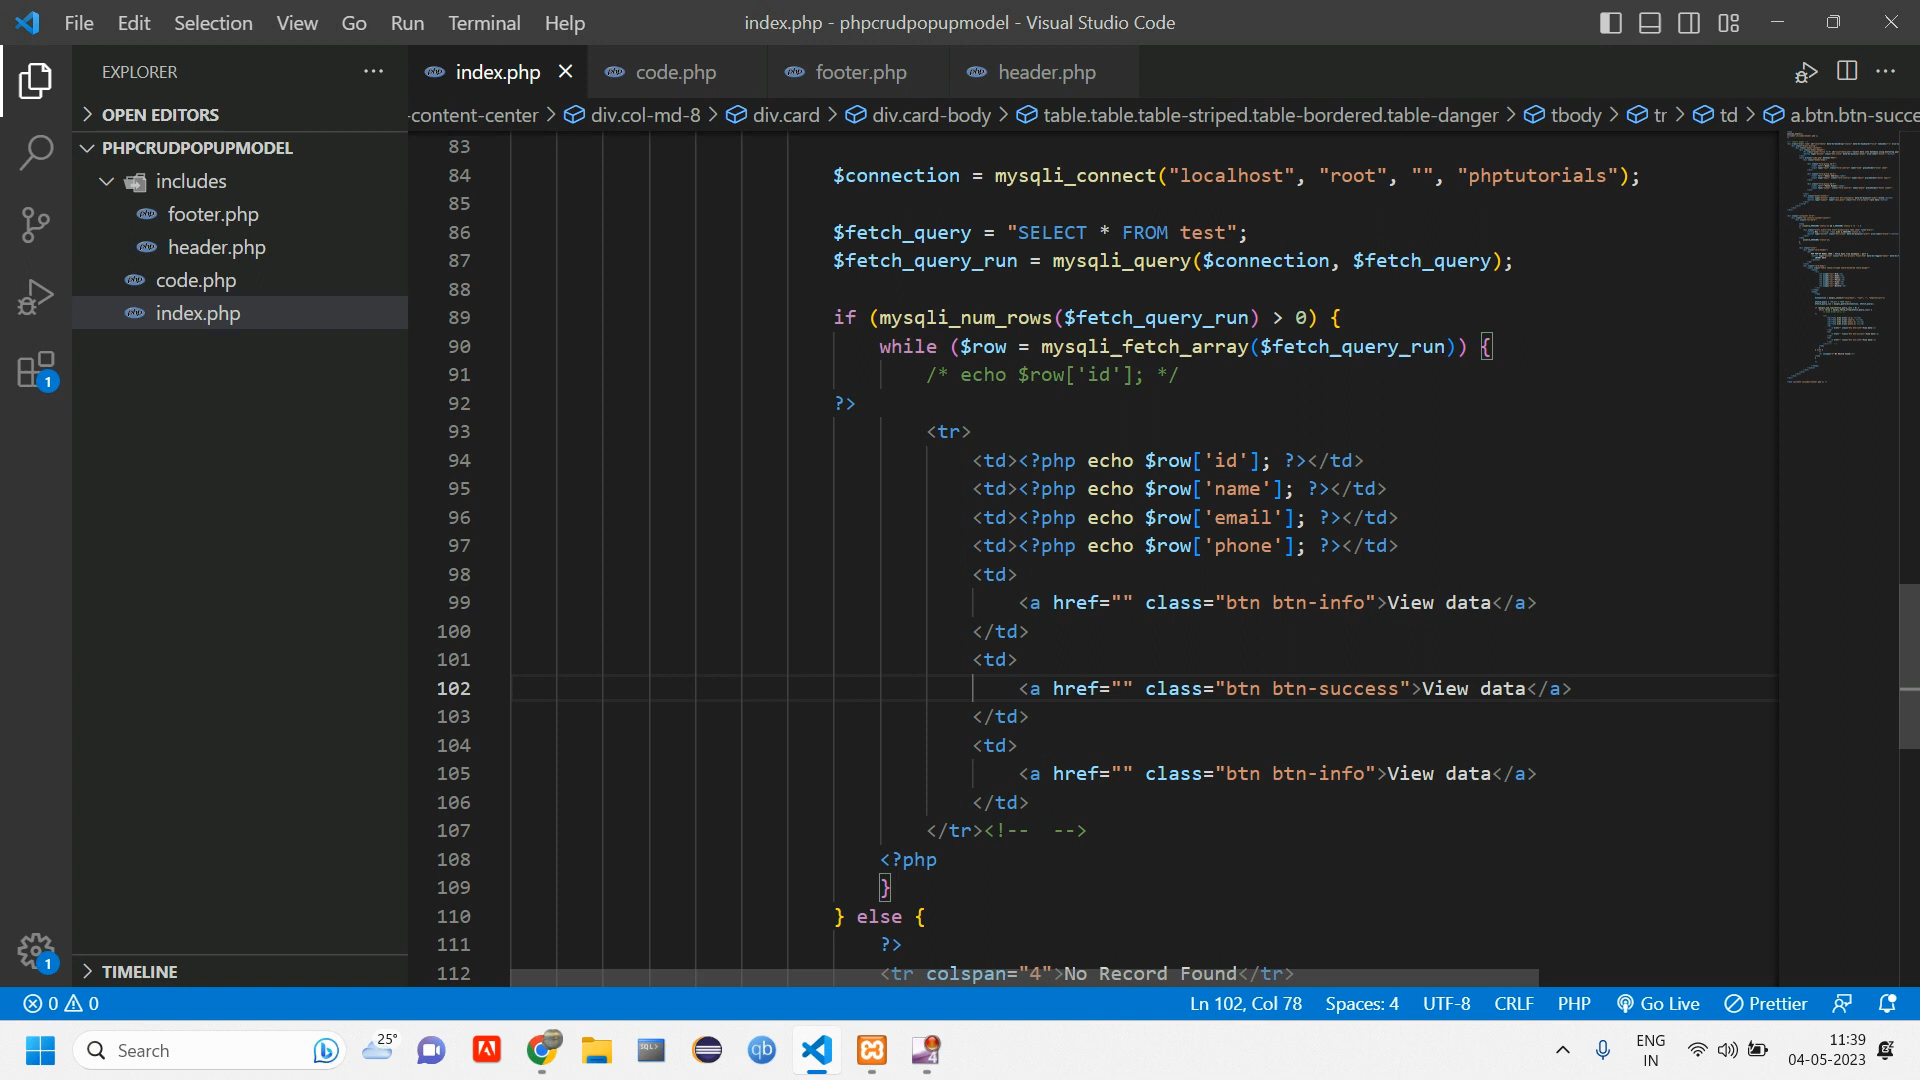 File Edit Selection View Go Run Terminal Help index.php - phpcrudpopupmodel - Visual Studio Code
EXPLORER
index.php code.php footer.php header.php
OPEN EDITORS
-content-center > div.col-md-8 > div.card > div.card-body > table.table.table-striped.table-bordered.table-danger > tbody > tr > td > a.btn.btn-succe
PHPCRUDPOPUPMODEL
includes
footer.php
header.php
code.php
index.php
1
1
TIMELINE
83
84 $connection = mysqli_connect("localhost", "root", "", "phptutorials");
85
86 $fetch_query = "SELECT * FROM test";
87 $fetch_query_run = mysqli_query($connection, $fetch_query);
88
89 if (mysqli_num_rows($fetch_query_run) > 0) {
90 while ($row = mysqli_fetch_array($fetch_query_run)) {
91 /* echo $row['id']; */
92 ?>
93 <tr>
94 <td><?php echo $row['id']; ?></td>
95 <td><?php echo $row['name']; ?></td>
96 <td><?php echo $row['email']; ?></td>
97 <td><?php echo $row['phone']; ?></td>
98 <td>
99 <a href="" class="btn btn-info">View data</a>
100 </td>
101 <td>
102 <a href="" class="btn btn-success">View data</a>
103 </td>
104 <td>
105 <a href="" class="btn btn-info">View data</a>
106 </td>
107 </tr><!--  -->
108 <?php
109 }
110 } else {
111 ?>
112 <tr colspan="4">No Record Found</tr>
0 0 Ln 102, Col 78 Spaces: 4 UTF-8 CRLF PHP Go Live Prettier
Search 25° SQL> qb 4 ENG IN 11:39 04-05-2023